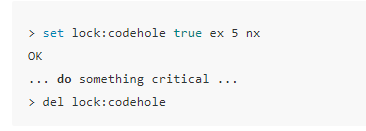 > set lock:codehole true ex 5 nx
OK
... do something critical ...
> del lock:codehole